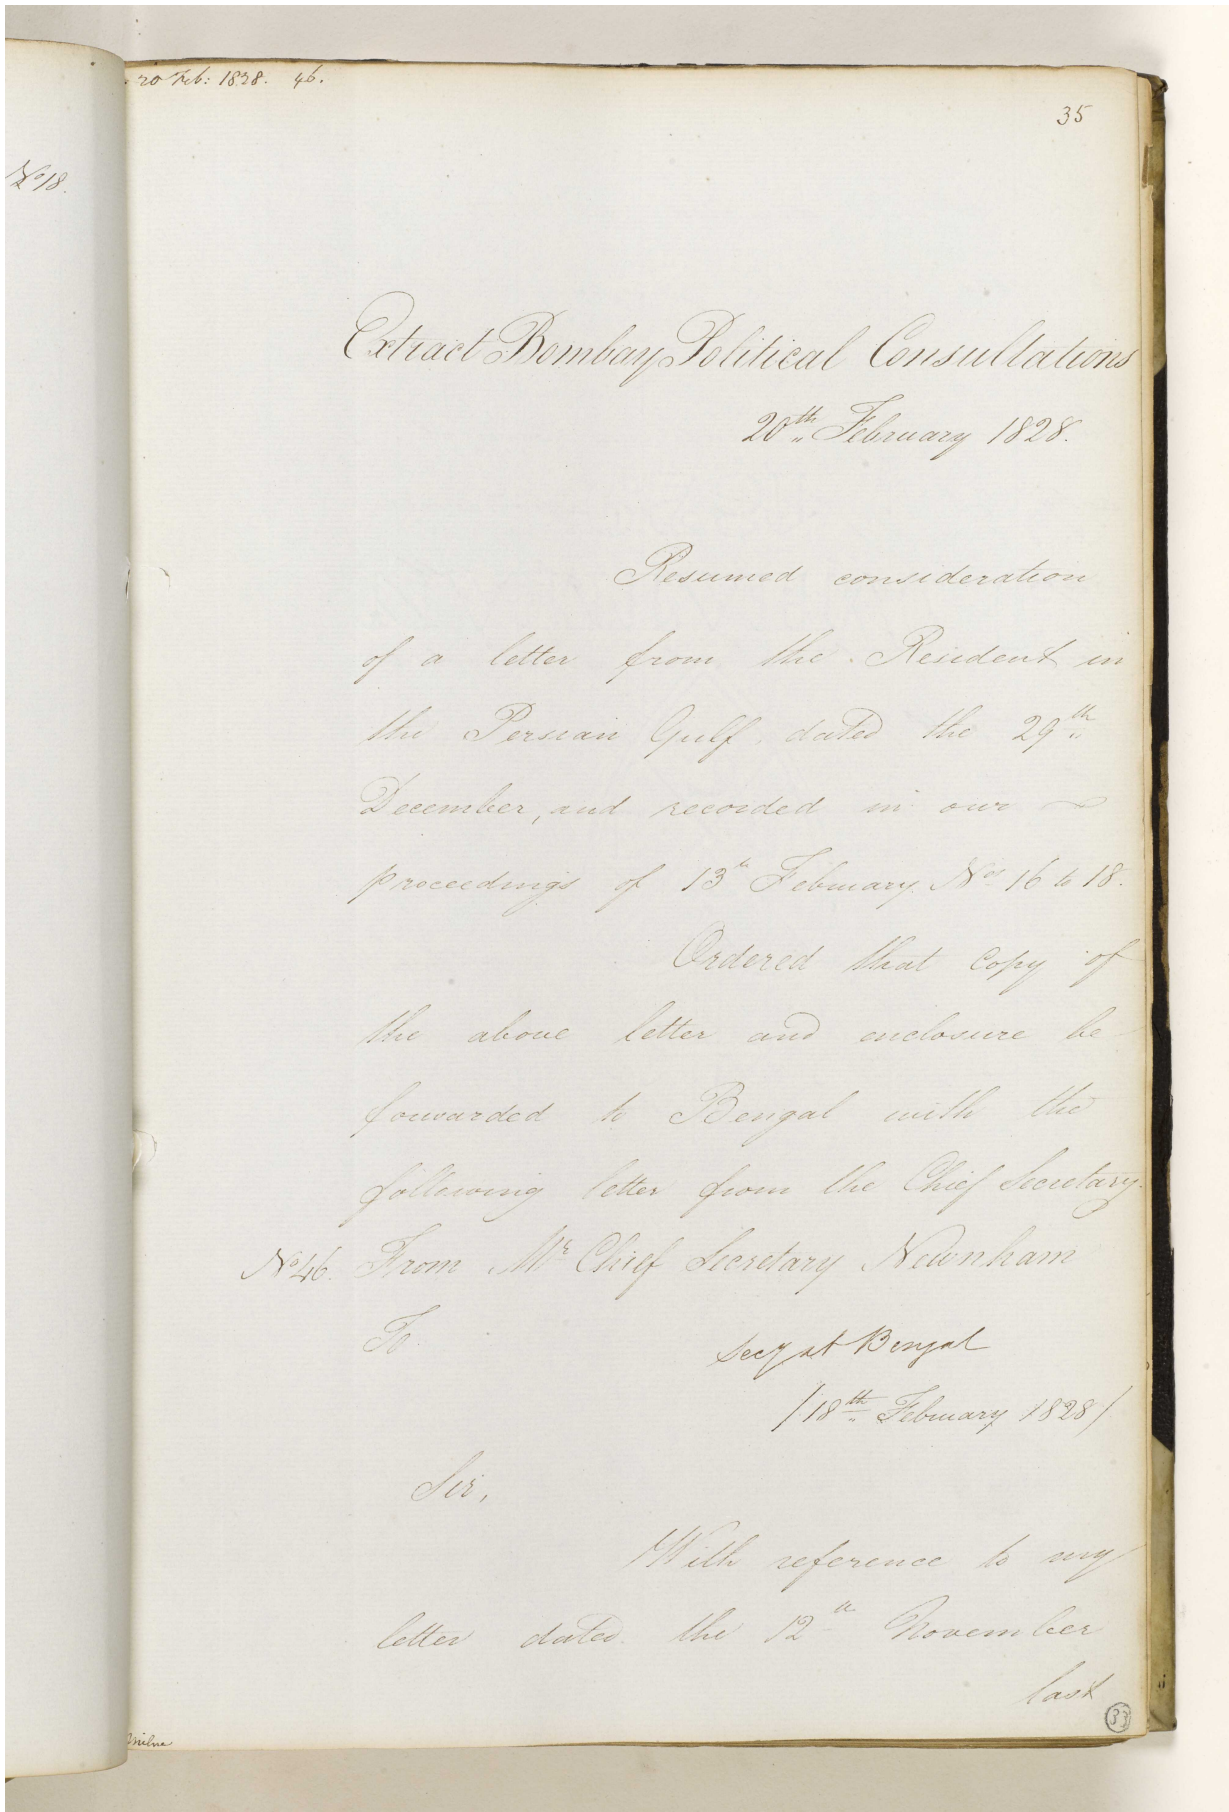 20 Feb: 1828. 46.
35
No 18.
Extract Bombay Political Consultations
20th February 1828.
Resumed consideration
of a letter from the Resident in
the Persian Gulf dated the 29th
December, and recorded in our
proceedings of 13th February Nos 16 to 18.
Ordered that Copy of
the above letter and enclosure be
forwarded to Bengal with the
following letter from the Chief Secretary.
No 46. From Mr Chief Secretary Newnham
To
Secy at Bengal
/18th February 1828/
Sir,
With reference to my
letter dated the 12th November
last
33